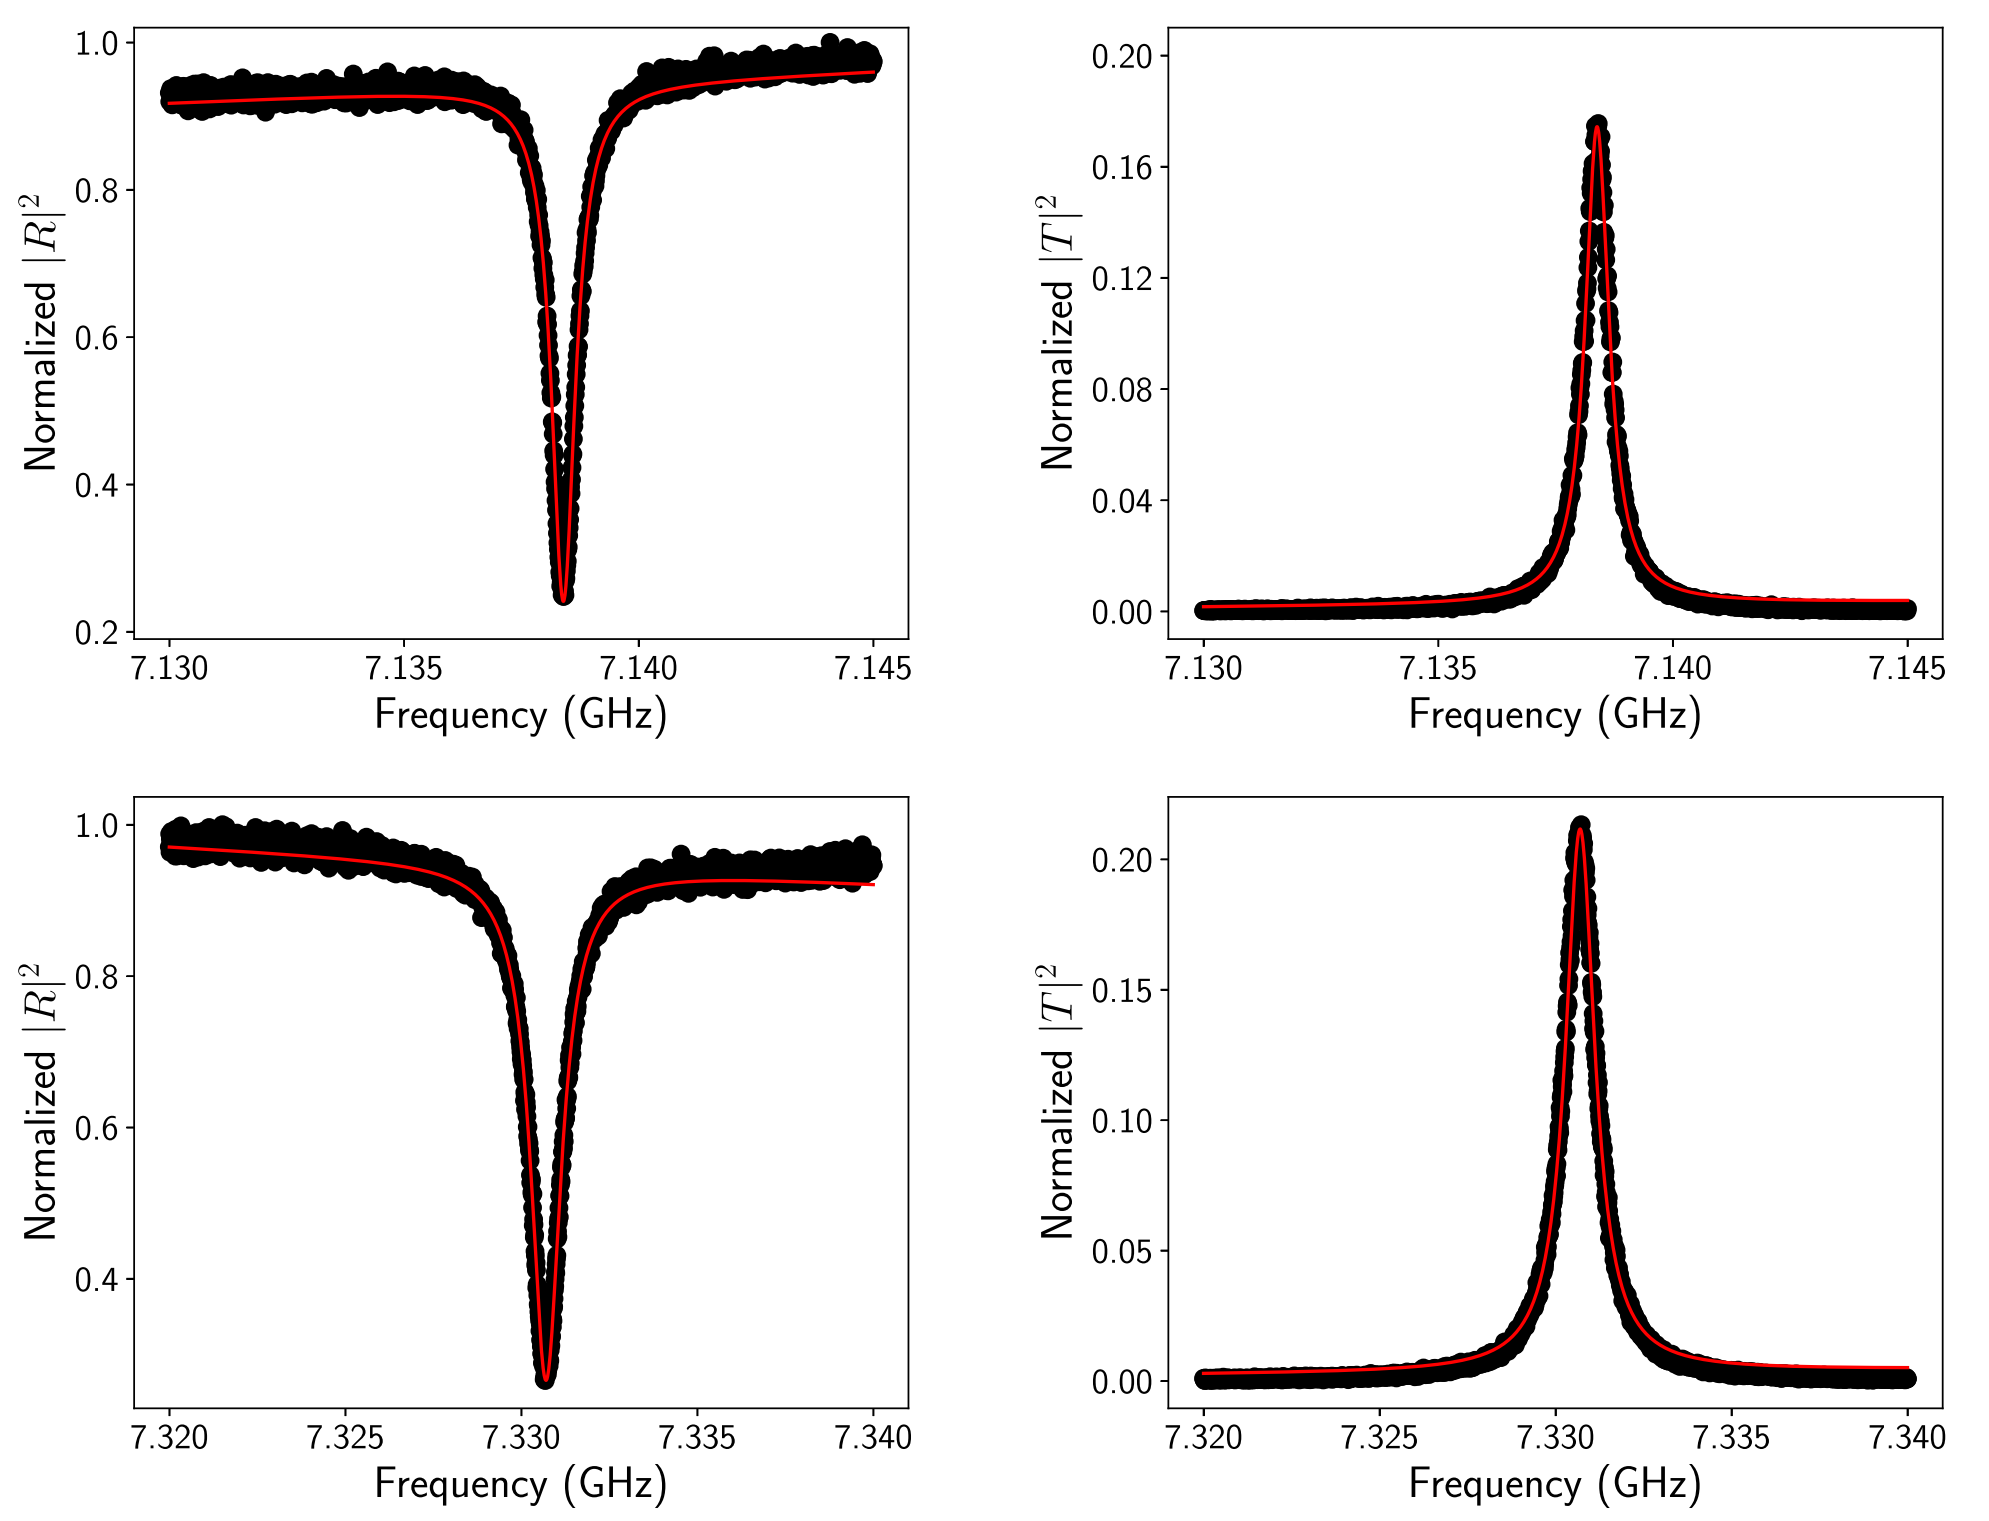 1.0
0.8
0.6
0.4
0.2
Normalized |R|²
7.130 7.135 7.140 7.145
Frequency (GHz)
0.20
0.16
0.12
0.08
0.04
0.00
Normalized |T|²
7.130 7.135 7.140 7.145
Frequency (GHz)
1.0
0.8
0.6
0.4
Normalized |R|²
7.320 7.325 7.330 7.335 7.340
Frequency (GHz)
0.20
0.15
0.10
0.05
0.00
Normalized |T|²
7.320 7.325 7.330 7.335 7.340
Frequency (GHz)